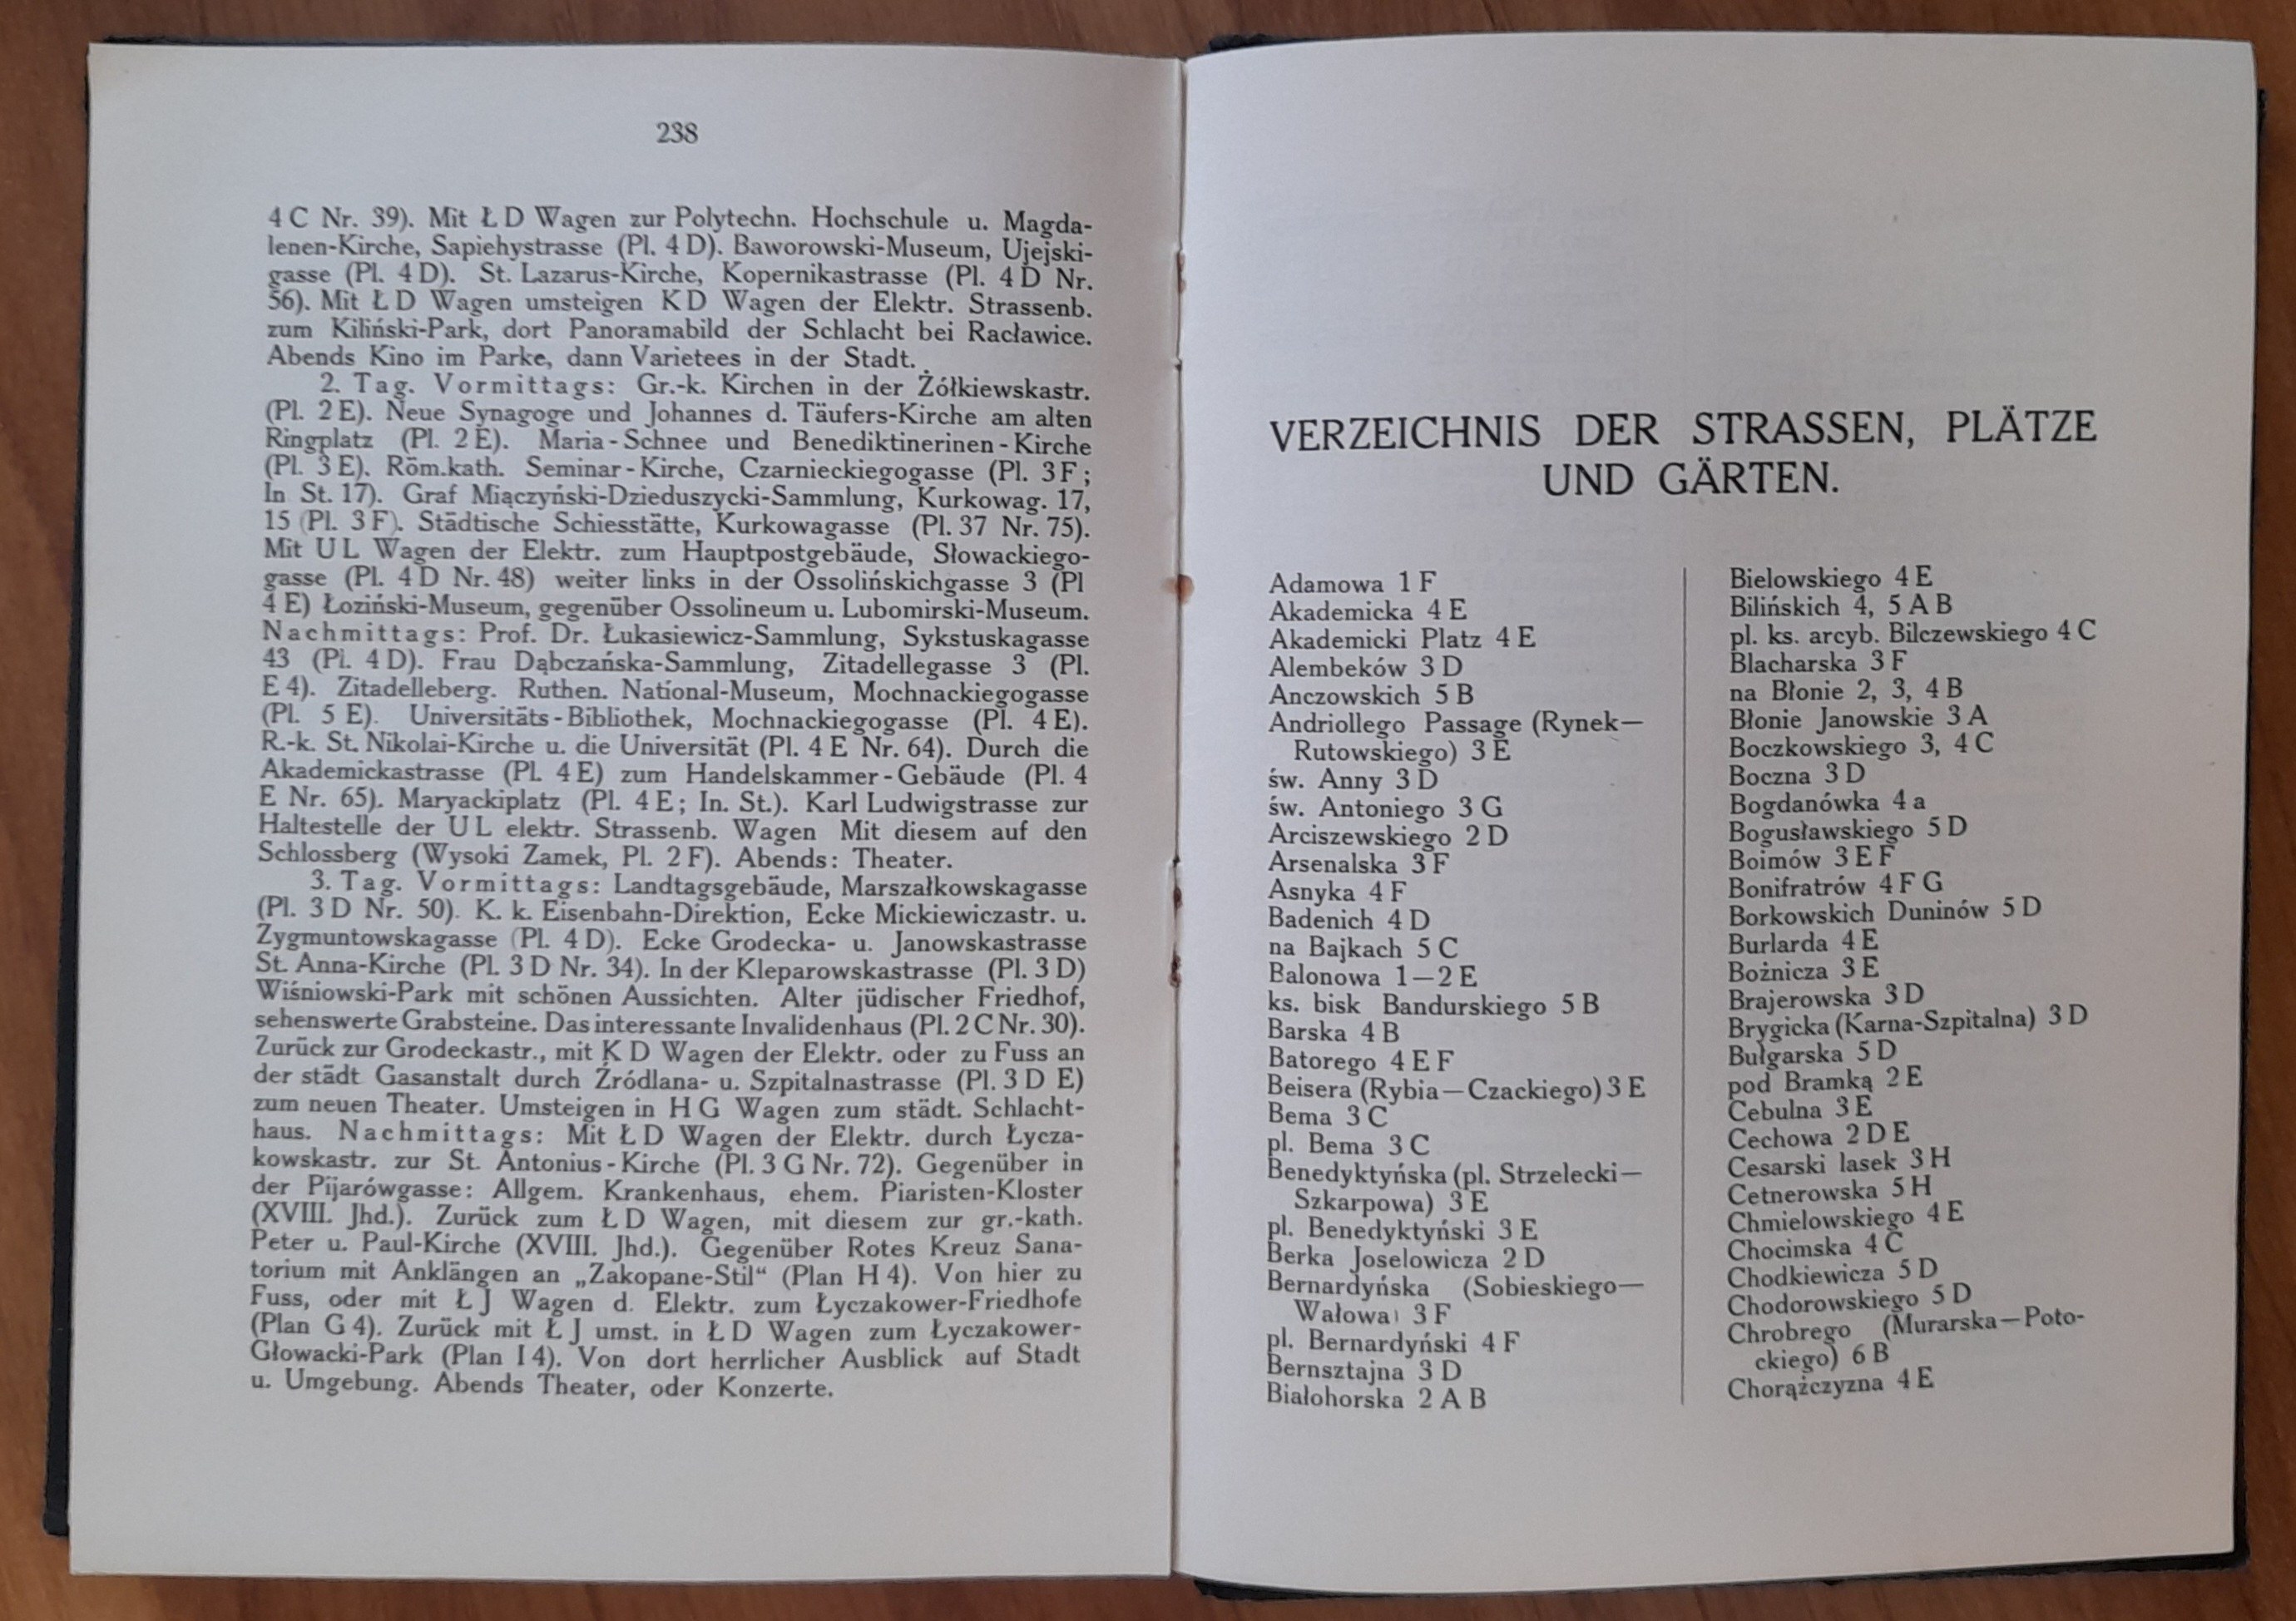 238
4 C Nr. 39). Mit Ł D Wagen zur Polytechn. Hochschule u. Magda-
lenen-Kirche, Sapiehystrasse (Pl. 4 D). Baworowski-Museum, Ujejski-
gasse (Pl. 4 D). St. Lazarus-Kirche, Kopernikastrasse (Pl. 4 D Nr.
56). Mit Ł D Wagen umsteigen K D Wagen der Elektr. Strassenb.
zum Kiliński-Park, dort Panoramabild der Schlacht bei Racławice.
Abends Kino im Parke, dann Varietees in der Stadt.
2. Tag. Vormittags: Gr.-k. Kirchen in der Żółkiewskastr.
(Pl. 2 E). Neue Synagoge und Johannes d. Täufers-Kirche am alten
Ringplatz (Pl. 2 E). Maria-Schnee und Benediktinerinen-Kirche
(Pl. 3 E). Röm.kath. Seminar-Kirche, Czarnieckiegogasse (Pl. 3 F;
In St. 17). Graf Miączyński-Dzieduszycki-Sammlung, Kurkowag. 17,
15 (Pl. 3 F). Städtische Schiesstätte, Kurkowagasse (Pl. 37 Nr. 75).
Mit U L Wagen der Elektr. zum Hauptpostgebäude, Słowackiego-
gasse (Pl. 4 D Nr. 48) weiter links in der Ossolińskichgasse 3 (Pl
4 E) Łoziński-Museum, gegenüber Ossolineum u. Lubomirski-Museum.
Nachmittags: Prof. Dr. Łukasiewicz-Sammlung, Sykstuskagasse
43 (Pl. 4 D). Frau Dąbczańska-Sammlung, Zitadellegasse 3 (Pl.
E 4). Zitadelleberg. Ruthen. National-Museum, Mochnackiegogasse
(Pl. 5 E). Universitäts-Bibliothek, Mochnackiegogasse (Pl. 4 E).
R.-k. St. Nikolai-Kirche u. die Universität (Pl. 4 E Nr. 64). Durch die
Akademickastrasse (Pl. 4 E) zum Handelskammer-Gebäude (Pl. 4
E Nr. 65). Maryackiplatz (Pl. 4 E; In. St.). Karl Ludwigstrasse zur
Haltestelle der U L elektr. Strassenb. Wagen Mit diesem auf den
Schlossberg (Wysoki Zamek, Pl. 2 F). Abends: Theater.
3. Tag. Vormittags: Landtagsgebäude, Marszałkowskagasse
(Pl. 3 D Nr. 50). K. k. Eisenbahn-Direktion, Ecke Mickiewiczastr. u.
Zygmuntowskagasse (Pl. 4 D). Ecke Grodecka- u. Janowskastrasse
St. Anna-Kirche (Pl. 3 D Nr. 34). In der Kleparowskastrasse (Pl. 3 D)
Wiśniowski-Park mit schönen Aussichten. Alter jüdischer Friedhof,
sehenswerte Grabsteine. Das interessante Invalidenhaus (Pl. 2 C Nr. 30).
Zurück zur Grodeckastr., mit K D Wagen der Elektr. oder zu Fuss an
der städt Gasanstalt durch Źródlana- u. Szpitalnastrasse (Pl. 3 D E)
zum neuen Theater. Umsteigen in H G Wagen zum städt. Schlacht-
haus. Nachmittags: Mit Ł D Wagen der Elektr. durch Łycza-
kowskastr. zur St. Antonius-Kirche (Pl. 3 G Nr. 72). Gegenüber in
der Pijarówgasse: Allgem. Krankenhaus, ehem. Piaristen-Kloster
(XVIII. Jhd.). Zurück zum Ł D Wagen, mit diesem zur gr.-kath.
Peter u. Paul-Kirche (XVIII. Jhd.). Gegenüber Rotes Kreuz Sana-
torium mit Anklängen an „Zakopane-Stil“ (Plan H 4). Von hier zu
Fuss, oder mit Ł J Wagen d. Elektr. zum Łyczakower-Friedhofe
(Plan G 4). Zurück mit Ł J umst. in Ł D Wagen zum Łyczakower-
Głowacki-Park (Plan I 4). Von dort herrlicher Ausblick auf Stadt
u. Umgebung. Abends Theater, oder Konzerte.
VERZEICHNIS DER STRASSEN, PLÄTZE
UND GÄRTEN.
Adamowa 1 F
Akademicka 4 E
Akademicki Platz 4 E
Alembeków 3 D
Anczowskich 5 B
Andriollego Passage (Rynek—
Rutowskiego) 3 E
św. Anny 3 D
św. Antoniego 3 G
Arciszewskiego 2 D
Arsenalska 3 F
Asnyka 4 F
Badenich 4 D
na Bajkach 5 C
Balonowa 1—2 E
ks. bisk Bandurskiego 5 B
Barska 4 B
Batorego 4 E F
Beisera (Rybia—Czackiego) 3 E
Bema 3 C
pl. Bema 3 C
Benedyktyńska (pl. Strzelecki—
Szkarpowa) 3 E
pl. Benedyktyński 3 E
Berka Joselowicza 2 D
Bernardyńska (Sobieskiego—
Wałowa) 3 F
pl. Bernardyński 4 F
Bernsztajna 3 D
Białohorska 2 A B
Bielowskiego 4 E
Bilińskich 4, 5 A B
pl. ks. arcyb. Bilczewskiego 4 C
Blacharska 3 F
na Błonie 2, 3, 4 B
Błonie Janowskie 3 A
Boczkowskiego 3, 4 C
Boczna 3 D
Bogdanówka 4 a
Bogusławskiego 5 D
Boimów 3 E F
Bonifratrów 4 F G
Borkowskich Duninów 5 D
Burlarda 4 E
Bożnicza 3 E
Brajerowska 3 D
Brygicka (Karna-Szpitalna) 3 D
Bułgarska 5 D
pod Bramką 2 E
Cebulna 3 E
Cechowa 2 D E
Cesarski lasek 3 H
Cetnerowska 5 H
Chmielowskiego 4 E
Chocimska 4 C
Chodkiewicza 5 D
Chodorowskiego 5 D
Chrobrego (Murarska—Poto-
ckiego) 6 B
Chorążczyzna 4 E